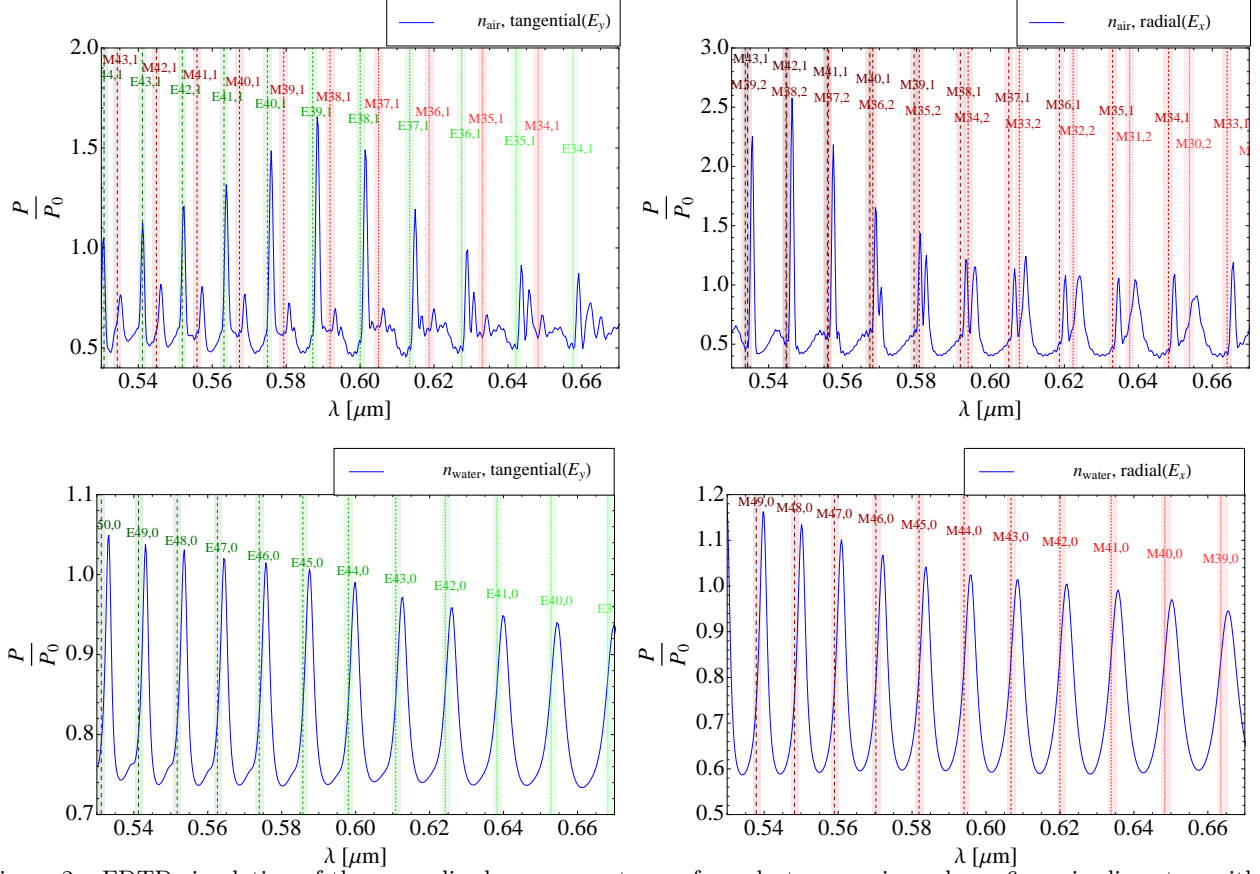 n_air, tangential(E_y)
2.0
1.5
1.0
0.5
P
P_0
M43,1
M42,1
M41,1
M40,1
M39,1
M38,1
M37,1
M36,1
M35,1
M34,1
44,1
E43,1
E42,1
E41,1
E40,1
E39,1
E38,1
E37,1
E36,1
E35,1
E34,1
0.54 0.56 0.58 0.60 0.62 0.64 0.66
λ [μm]
n_air, radial(E_x)
3.0
2.5
2.0
1.5
1.0
0.5
P
P_0
M43,1
M42,1
M41,1
M40,1
M39,1
M38,1
M37,1
M36,1
M35,1
M34,1
M33,1
M39,2
M38,2
M37,2
M36,2
M35,2
M34,2
M33,2
M32,2
M31,2
M30,2
M
0.54 0.56 0.58 0.60 0.62 0.64 0.66
λ [μm]
n_water, tangential(E_y)
1.1
1.0
0.9
0.8
0.7
P
P_0
50,0
E49,0
E48,0
E47,0
E46,0
E45,0
E44,0
E43,0
E42,0
E41,0
E40,0
E3
0.54 0.56 0.58 0.60 0.62 0.64 0.66
λ [μm]
n_water, radial(E_x)
1.2
1.1
1.0
0.9
0.8
0.7
0.6
0.5
P
P_0
M49,0
M48,0
M47,0
M46,0
M45,0
M44,0
M43,0
M42,0
M41,0
M40,0
M39,0
0.54 0.56 0.58 0.60 0.62 0.64 0.66
λ [μm]